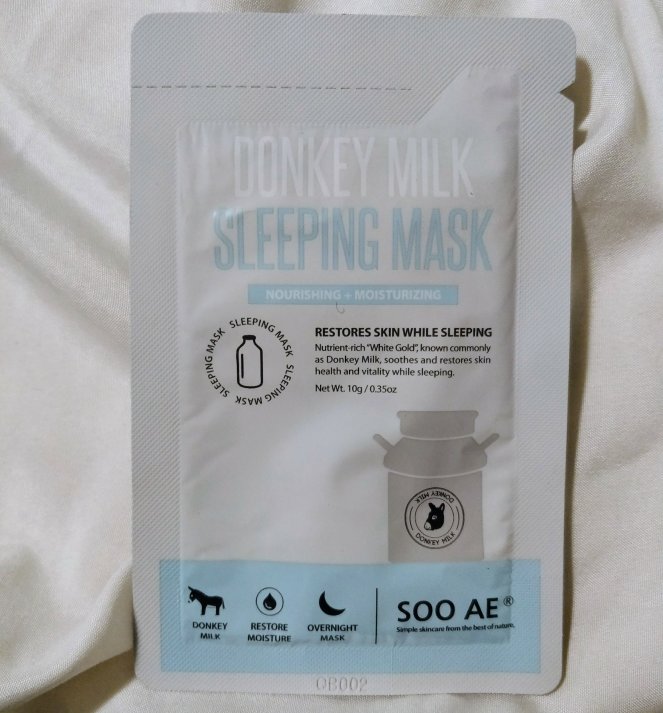 DONKEY MILK
SLEEPING MASK
NOURISHING + MOISTURIZING
SLEEPING MASK SLEEPING MASK SLEEPING MASK
RESTORES SKIN WHILE SLEEPING
Nutrient-rich "White Gold", known commonly
as Donkey Milk, soothes and restores skin
health and vitality while sleeping.
Net Wt. 10g / 0.35oz
DONKEY MILK
DONKEY MILK
DONKEY
MILK
RESTORE
MOISTURE
OVERNIGHT
MASK
SOO AE®
Simple skincare from the best of nature.
OB002